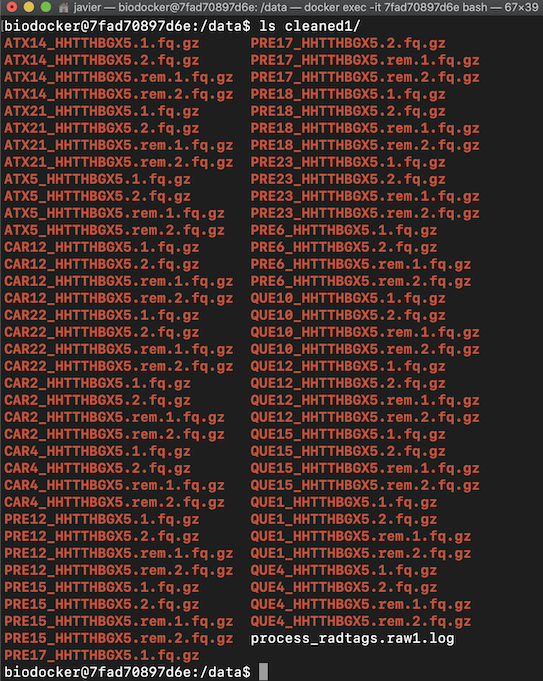 javier — biodocker@7fad70897d6e: /data — docker exec -it 7fad70897d6e bash — 67×39
[biodocker@7fad70897d6e:/data$ ls cleaned1/
ATX14_HHTTHBGX5.1.fq.gz PRE17_HHTTHBGX5.2.fq.gz
ATX14_HHTTHBGX5.2.fq.gz PRE17_HHTTHBGX5.rem.1.fq.gz
ATX14_HHTTHBGX5.rem.1.fq.gz PRE17_HHTTHBGX5.rem.2.fq.gz
ATX14_HHTTHBGX5.rem.2.fq.gz PRE18_HHTTHBGX5.1.fq.gz
ATX21_HHTTHBGX5.1.fq.gz PRE18_HHTTHBGX5.2.fq.gz
ATX21_HHTTHBGX5.2.fq.gz PRE18_HHTTHBGX5.rem.1.fq.gz
ATX21_HHTTHBGX5.rem.1.fq.gz PRE18_HHTTHBGX5.rem.2.fq.gz
ATX21_HHTTHBGX5.rem.2.fq.gz PRE23_HHTTHBGX5.1.fq.gz
ATX5_HHTTHBGX5.1.fq.gz PRE23_HHTTHBGX5.2.fq.gz
ATX5_HHTTHBGX5.2.fq.gz PRE23_HHTTHBGX5.rem.1.fq.gz
ATX5_HHTTHBGX5.rem.1.fq.gz PRE23_HHTTHBGX5.rem.2.fq.gz
ATX5_HHTTHBGX5.rem.2.fq.gz PRE6_HHTTHBGX5.1.fq.gz
CAR12_HHTTHBGX5.1.fq.gz PRE6_HHTTHBGX5.2.fq.gz
CAR12_HHTTHBGX5.2.fq.gz PRE6_HHTTHBGX5.rem.1.fq.gz
CAR12_HHTTHBGX5.rem.1.fq.gz PRE6_HHTTHBGX5.rem.2.fq.gz
CAR12_HHTTHBGX5.rem.2.fq.gz QUE10_HHTTHBGX5.1.fq.gz
CAR22_HHTTHBGX5.1.fq.gz QUE10_HHTTHBGX5.2.fq.gz
CAR22_HHTTHBGX5.2.fq.gz QUE10_HHTTHBGX5.rem.1.fq.gz
CAR22_HHTTHBGX5.rem.1.fq.gz QUE10_HHTTHBGX5.rem.2.fq.gz
CAR22_HHTTHBGX5.rem.2.fq.gz QUE12_HHTTHBGX5.1.fq.gz
CAR2_HHTTHBGX5.1.fq.gz QUE12_HHTTHBGX5.2.fq.gz
CAR2_HHTTHBGX5.2.fq.gz QUE12_HHTTHBGX5.rem.1.fq.gz
CAR2_HHTTHBGX5.rem.1.fq.gz QUE12_HHTTHBGX5.rem.2.fq.gz
CAR2_HHTTHBGX5.rem.2.fq.gz QUE15_HHTTHBGX5.1.fq.gz
CAR4_HHTTHBGX5.1.fq.gz QUE15_HHTTHBGX5.2.fq.gz
CAR4_HHTTHBGX5.2.fq.gz QUE15_HHTTHBGX5.rem.1.fq.gz
CAR4_HHTTHBGX5.rem.1.fq.gz QUE15_HHTTHBGX5.rem.2.fq.gz
CAR4_HHTTHBGX5.rem.2.fq.gz QUE1_HHTTHBGX5.1.fq.gz
PRE12_HHTTHBGX5.1.fq.gz QUE1_HHTTHBGX5.2.fq.gz
PRE12_HHTTHBGX5.2.fq.gz QUE1_HHTTHBGX5.rem.1.fq.gz
PRE12_HHTTHBGX5.rem.1.fq.gz QUE1_HHTTHBGX5.rem.2.fq.gz
PRE12_HHTTHBGX5.rem.2.fq.gz QUE4_HHTTHBGX5.1.fq.gz
PRE15_HHTTHBGX5.1.fq.gz QUE4_HHTTHBGX5.2.fq.gz
PRE15_HHTTHBGX5.2.fq.gz QUE4_HHTTHBGX5.rem.1.fq.gz
PRE15_HHTTHBGX5.rem.1.fq.gz QUE4_HHTTHBGX5.rem.2.fq.gz
PRE15_HHTTHBGX5.rem.2.fq.gz process_radtags.raw1.log
PRE17_HHTTHBGX5.1.fq.gz
biodocker@7fad70897d6e:/data$